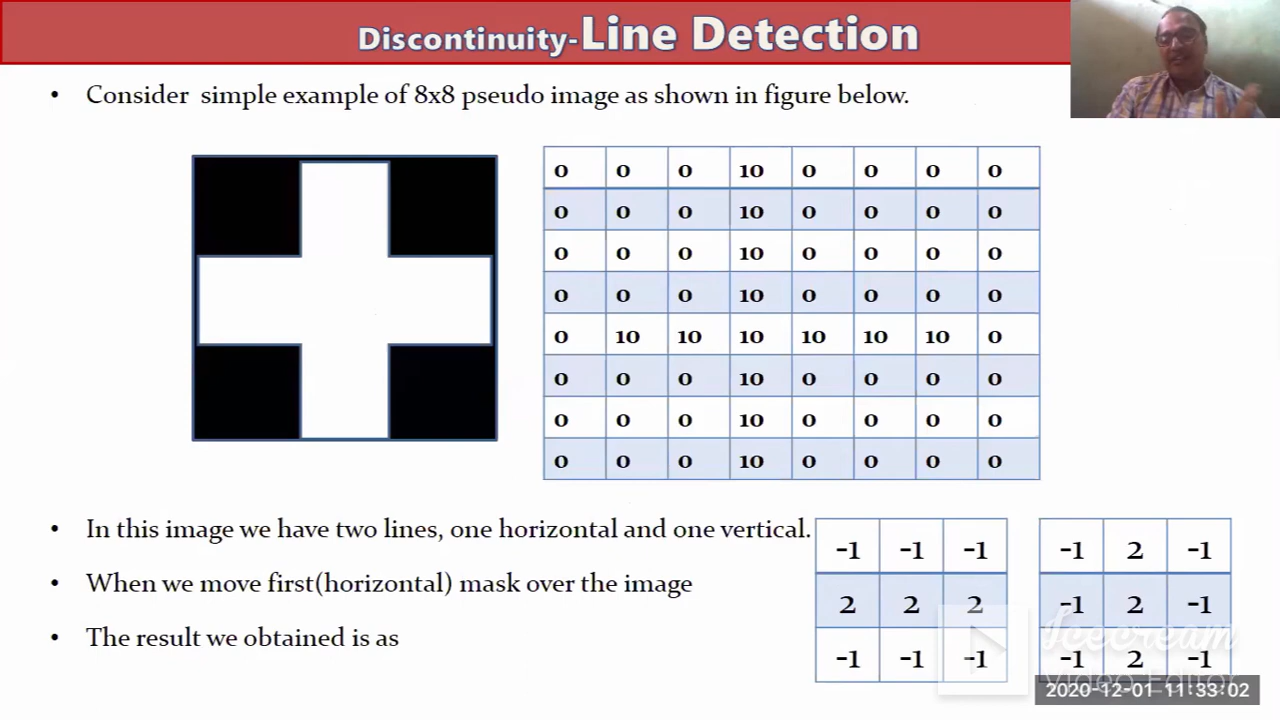 Discontinuity-Line Detection
• Consider simple example of 8x8 pseudo image as shown in figure below.
0 0 0 10 0 0 0 0
0 0 0 10 0 0 0 0
0 0 0 10 0 0 0 0
0 0 0 10 0 0 0 0
0 10 10 10 10 10 10 0
0 0 0 10 0 0 0 0
0 0 0 10 0 0 0 0
0 0 0 10 0 0 0 0
• In this image we have two lines, one horizontal and one vertical.
• When we move first(horizontal) mask over the image
• The result we obtained is as
-1 -1 -1
2 2 2
-1 -1 -1
-1 2 -1
-1 2 -1
-1 2 -1
Icecream
Video Editor
2020-12-01 11:33:02